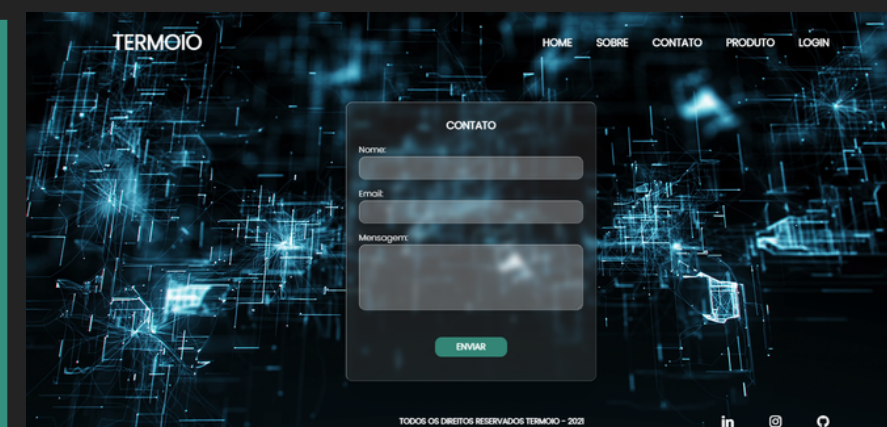 TERMOIO
HOME SOBRE CONTATO PRODUTO LOGIN
CONTATO
Nome:
Email:
Mensagem:
ENVIAR
TODOS OS DIREITOS RESERVADOS TERMOIO - 2021
in